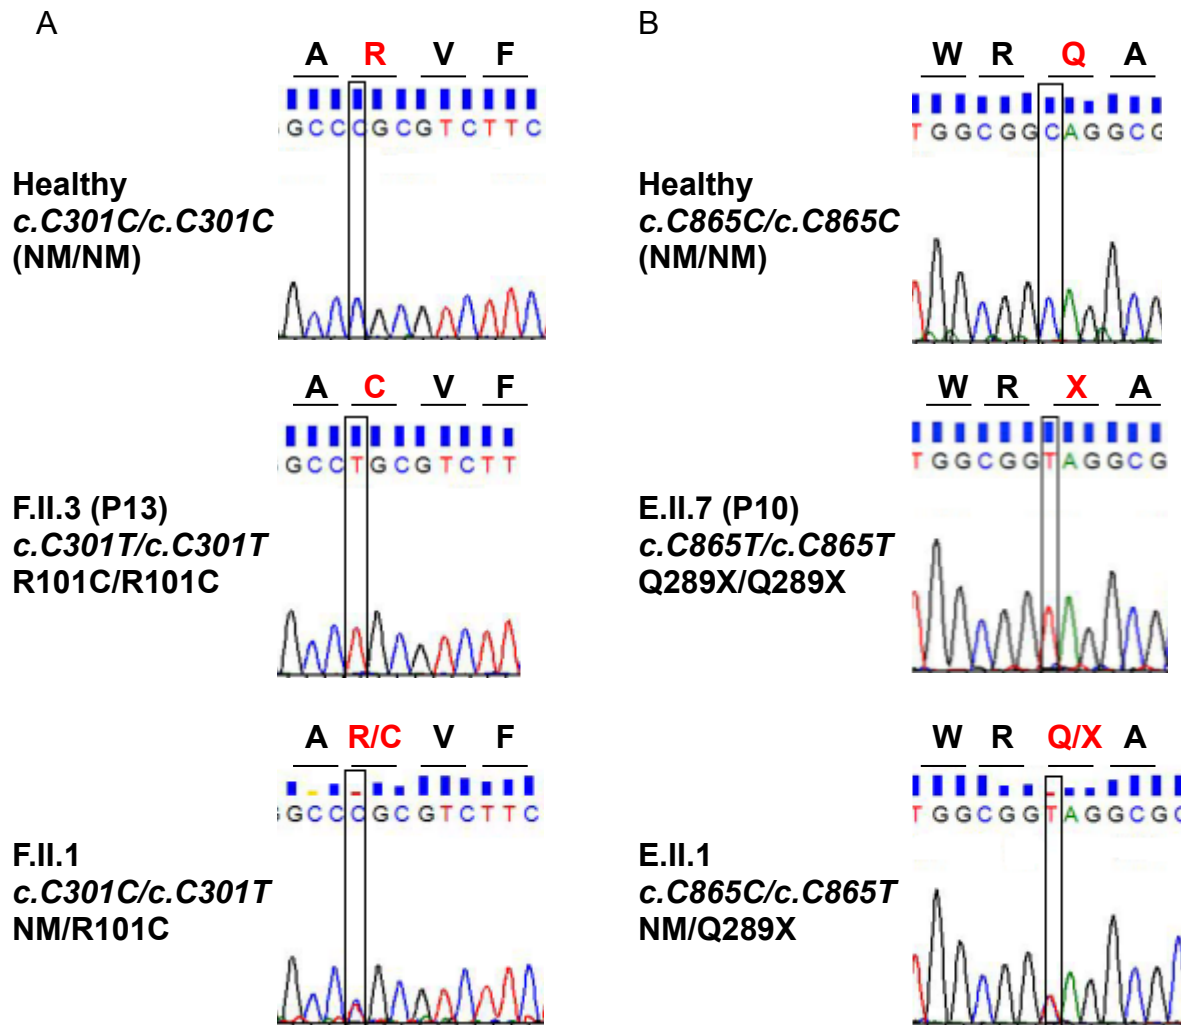 A
A R V F
GCCCGCGTCTTC
Healthy
c.C301C/c.C301C
(NM/NM)
A C V F
GCCTGCGTCTT
F.II.3 (P13)
c.C301T/c.C301T
R101C/R101C
A R/C V F
GCCCGCGTCTTC
F.II.1
c.C301C/c.C301T
NM/R101C
B
W R Q A
TGGCGGCAGGCG
Healthy
c.C865C/c.C865C
(NM/NM)
W R X A
TGGCGGTAGGCG
E.II.7 (P10)
c.C865T/c.C865T
Q289X/Q289X
W R Q/X A
TGGCGGTAGGCGC
E.II.1
c.C865C/c.C865T
NM/Q289X